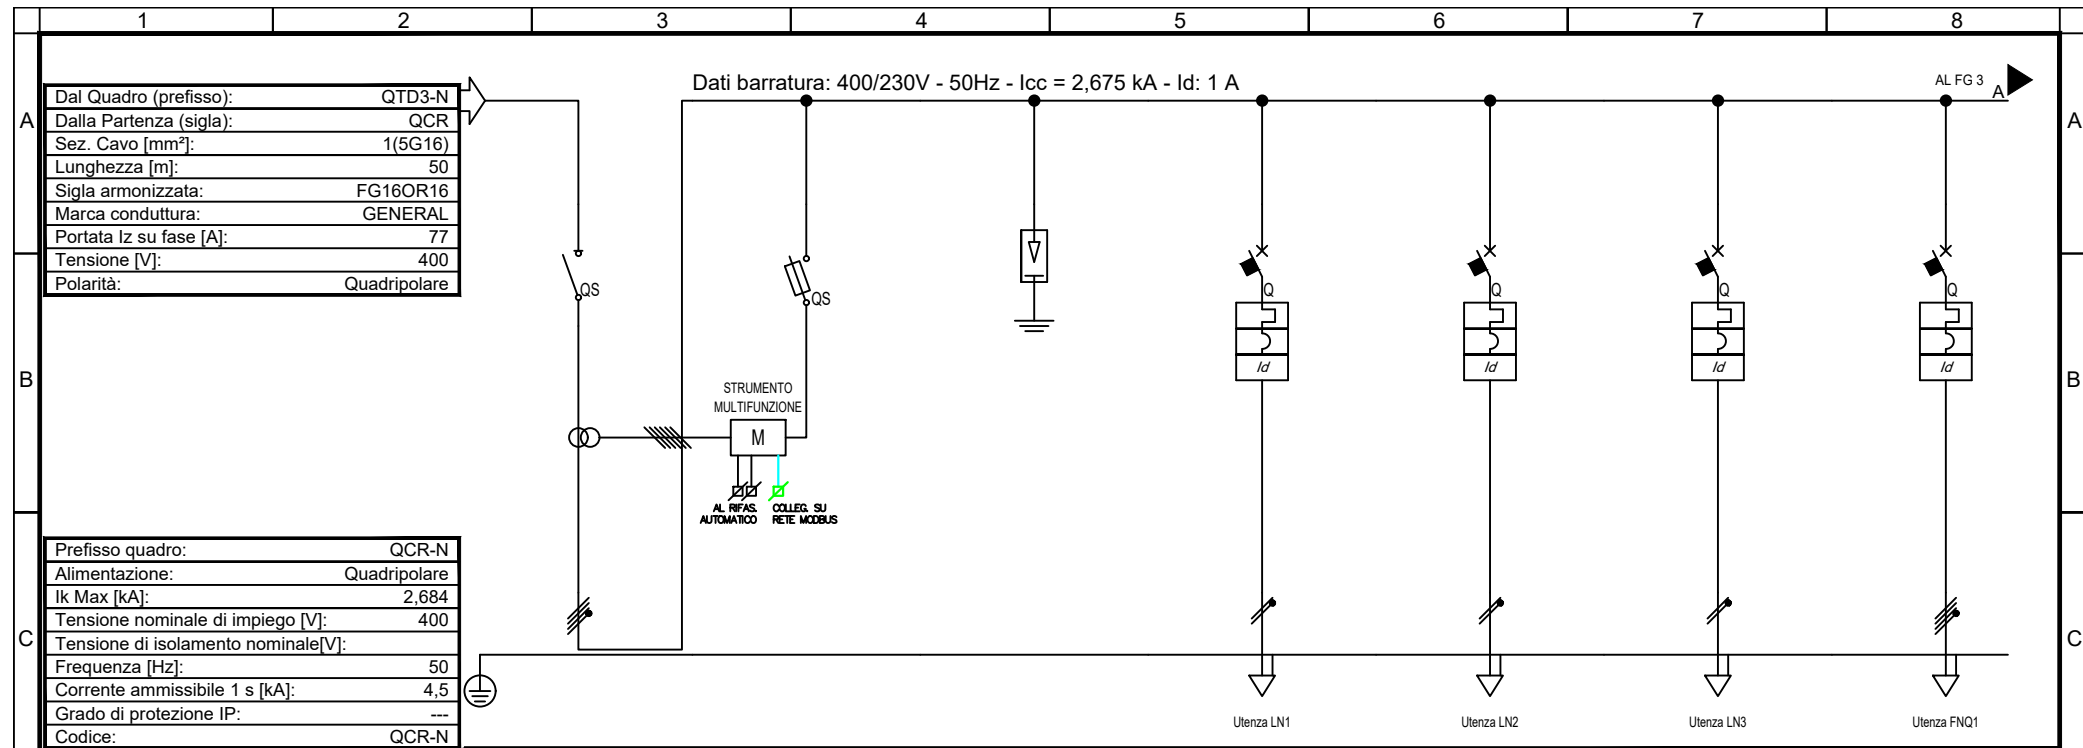 1 2 3 4 5 6 7 8
Dati barratura: 400/230V - 50Hz - Icc = 2,675 kA - Id: 1 A
AL FG 3
A
A
A
Dal Quadro (prefisso): QTD3-N
Dalla Partenza (sigla): QCR
Sez. Cavo [mm²]: 1(5G16)
Lunghezza [m]: 50
Sigla armonizzata: FG16OR16
Marca conduttura: GENERAL
Portata Iz su fase [A]: 77
Tensione [V]: 400
Polarità: Quadripolare
QS
QS
Q
Q
Q
Q
Id
Id
Id
Id
B
B
STRUMENTO
MULTIFUNZIONE
M
AL RIFAS.
AUTOMATICO
COLLEG. SU
RETE MODBUS
Prefisso quadro: QCR-N
Alimentazione: Quadripolare
Ik Max [kA]: 2,684
Tensione nominale di impiego [V]: 400
Tensione di isolamento nominale[V]:
Frequenza [Hz]: 50
Corrente ammissibile 1 s [kA]: 4,5
Grado di protezione IP: ---
Codice: QCR-N
C
C
Utenza LN1
Utenza LN2
Utenza LN3
Utenza FNQ1